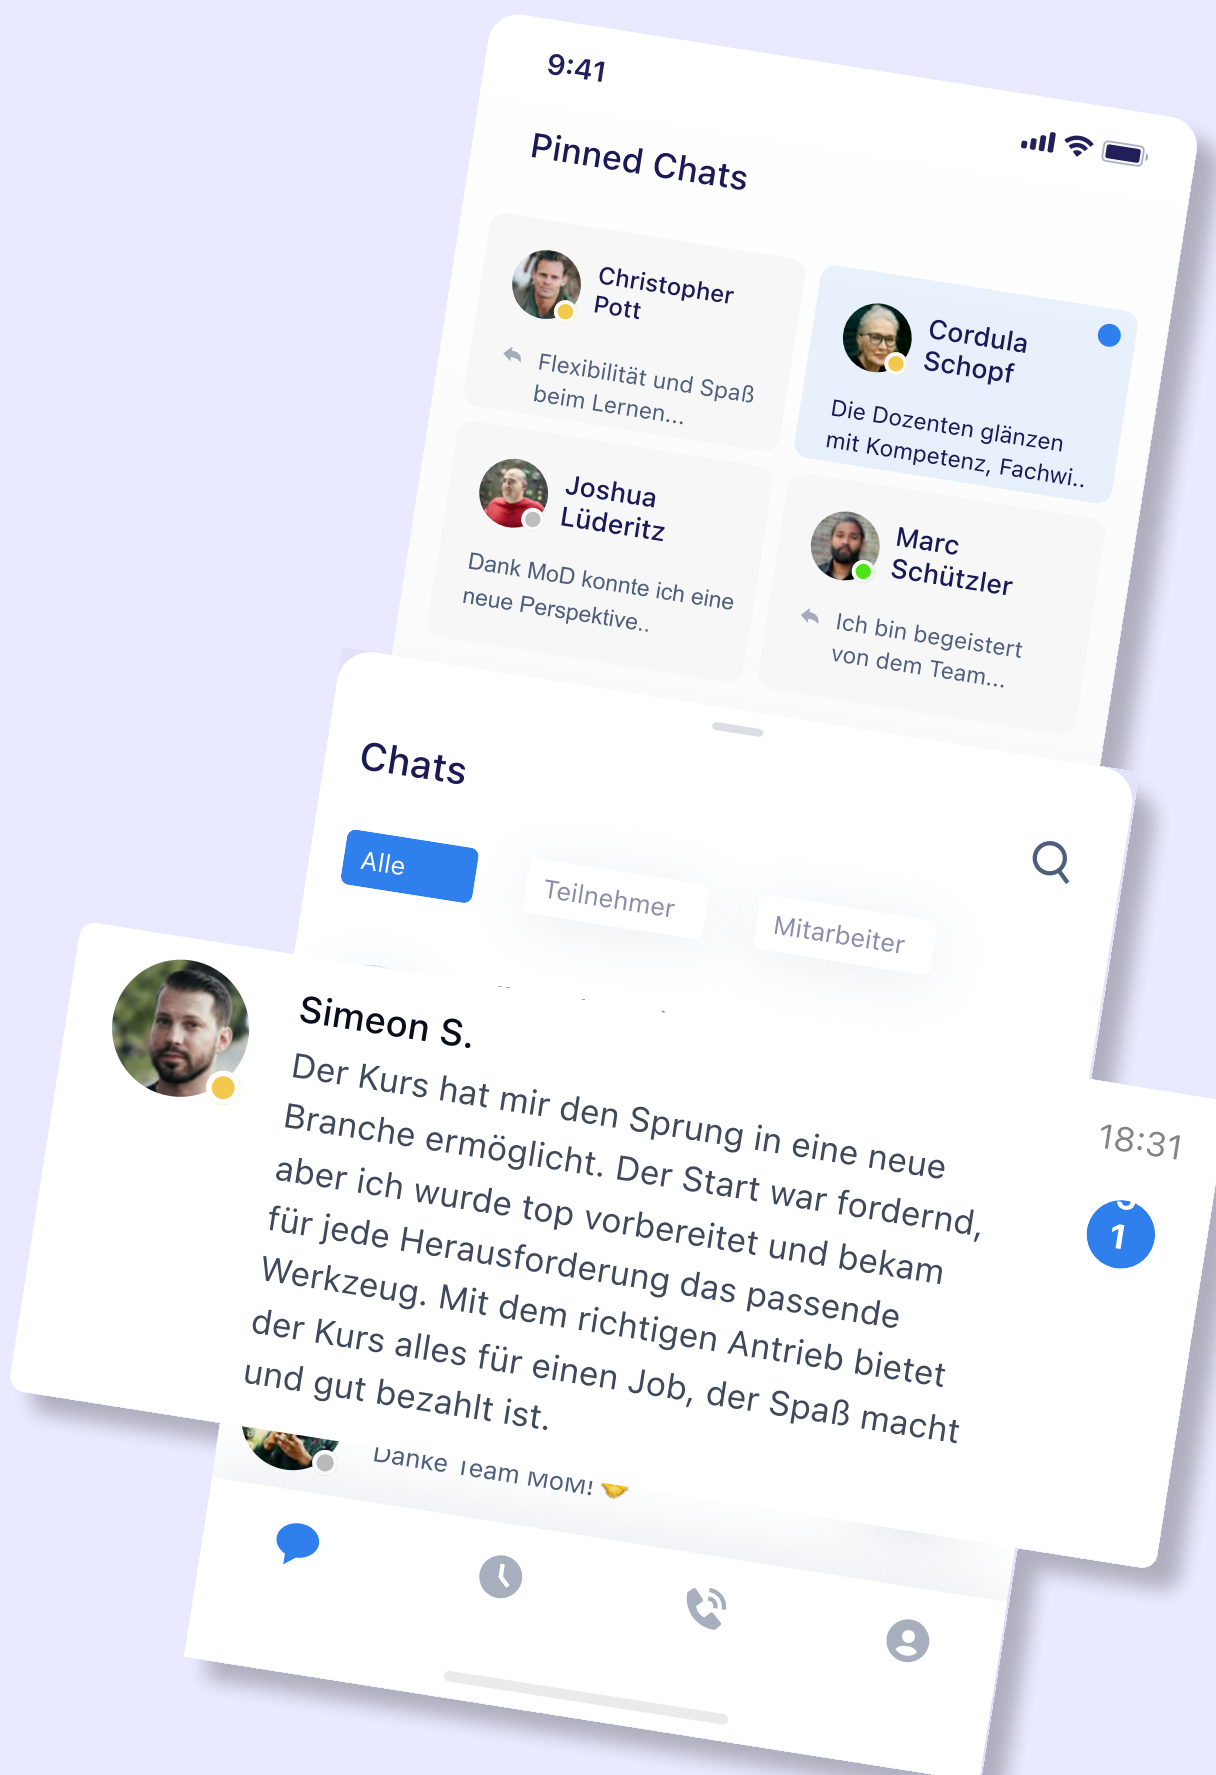 9:41
Pinned Chats
Christopher
Pott
Flexibilität und Spaß
beim Lernen...
Cordula
Schopf
Die Dozenten glänzen
mit Kompetenz, Fachwi..
Joshua
Lüderitz
Dank MoD konnte ich eine
neue Perspektive..
Marc
Schützler
Ich bin begeistert
von dem Team...
Chats
Alle
Teilnehmer
Mitarbeiter
Simeon S.
18:31
1
Der Kurs hat mir den Sprung in eine neue
Branche ermöglicht. Der Start war fordernd,
aber ich wurde top vorbereitet und bekam
für jede Herausforderung das passende
Werkzeug. Mit dem richtigen Antrieb bietet
der Kurs alles für einen Job, der Spaß macht
und gut bezahlt ist.
Danke Team MoM! 🤝